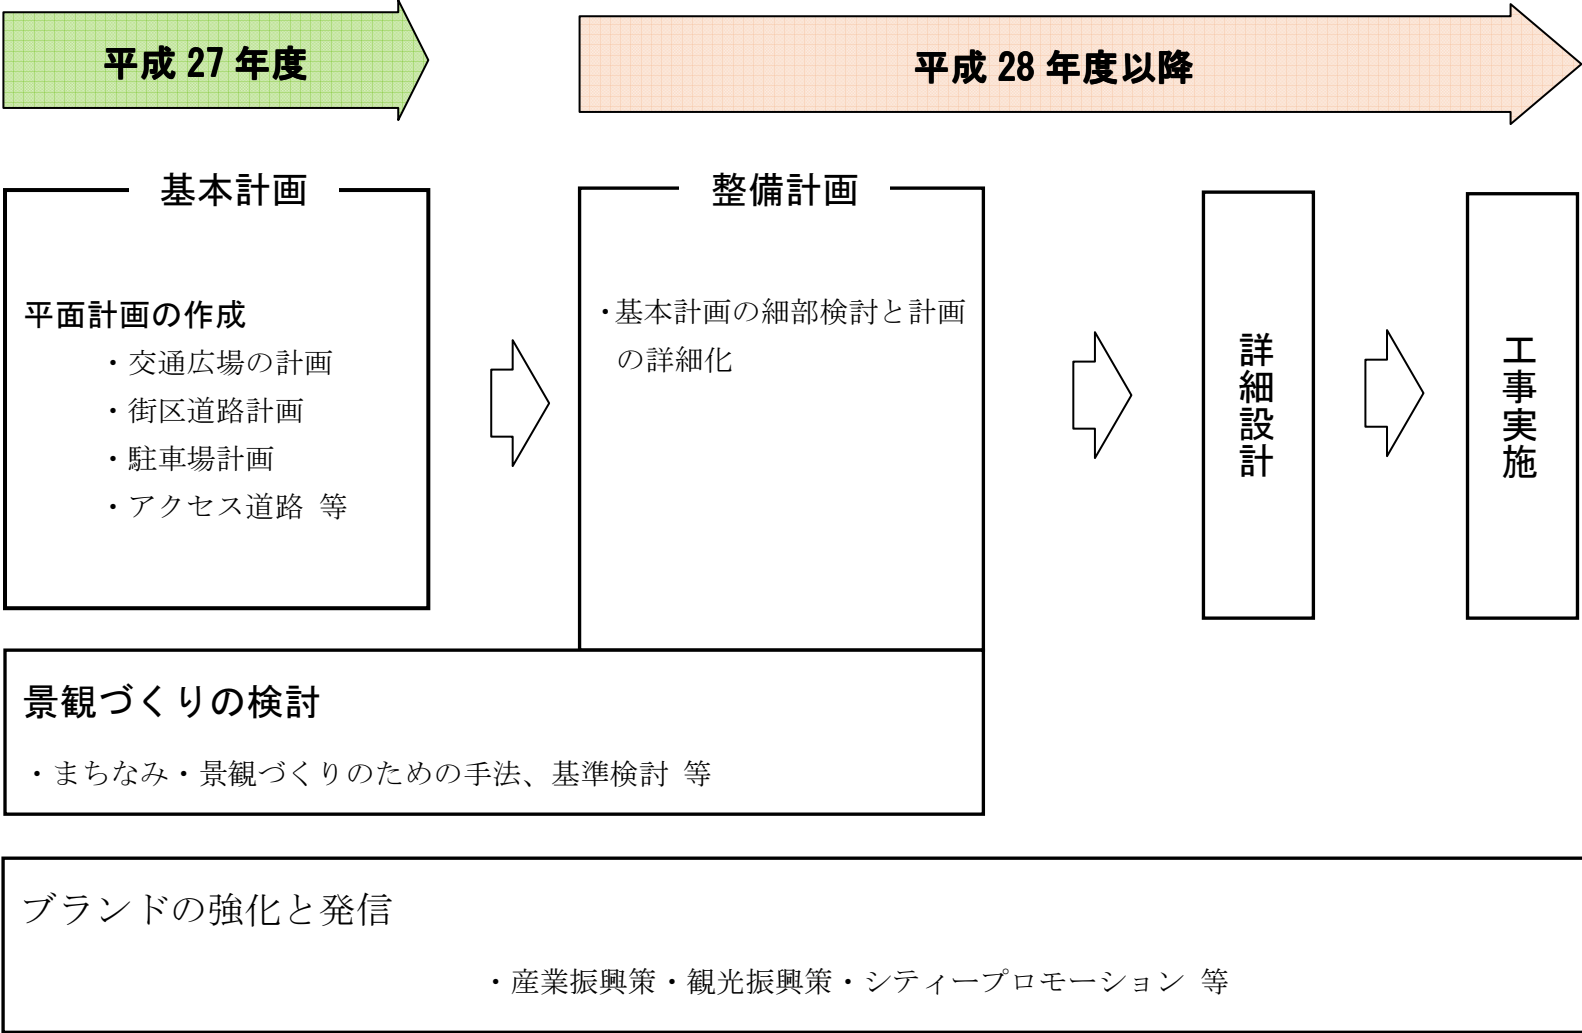 平成 27 年度
平成 28 年度以降
基本計画
平面計画の作成
・交通広場の計画
・街区道路計画
・駐車場計画
・アクセス道路 等
整備計画
・基本計画の細部検討と計画
の詳細化
詳細設計
工事実施
景観づくりの検討
・まちなみ・景観づくりのための手法、基準検討 等
ブランドの強化と発信
・産業振興策・観光振興策・シティープロモーション 等